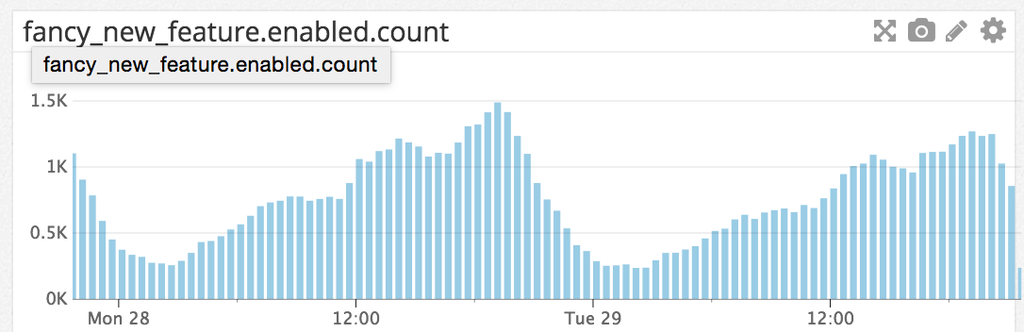 fancy_new_feature.enabled.count
fancy_new_feature.enabled.count
1.5K
1K
0.5K
0K
Mon 28 12:00 Tue 29 12:00